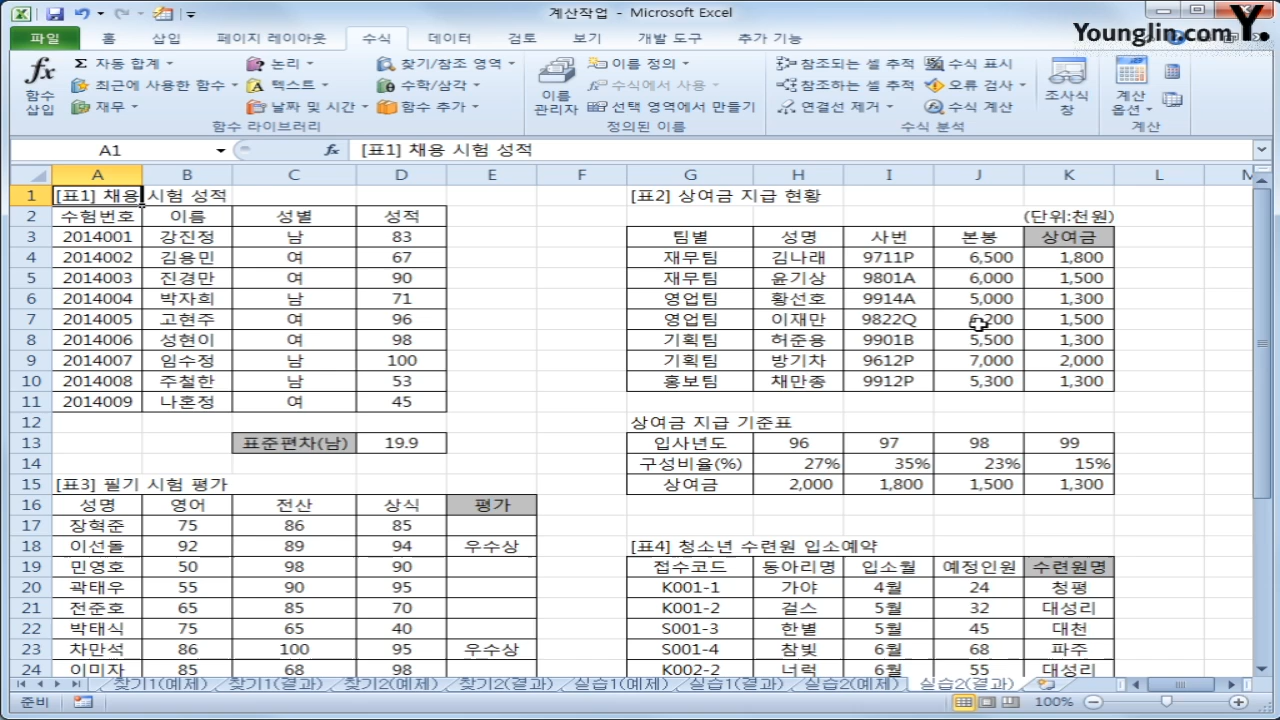 계산작업 - Microsoft Excel
Younglin.com Y.
파일 홈 삽입 페이지 레이아웃 수식 데이터 검토 보기 개발 도구 추가 기능
함수 삽입
Σ 자동 합계
최근에 사용한 함수
재무
논리
텍스트
날짜 및 시간
찾기/참조 영역
수학/삼각
함수 추가
함수 라이브러리
이름 관리자
이름 정의
수식에서 사용
선택 영역에서 만들기
정의된 이름
참조되는 셀 추적
참조하는 셀 추적
연결선 제거
수식 표시
오류 검사
수식 계산
수식 분석
조사식 창
계산 옵션
계산
A1 fx [표1] 채용 시험 성적
A B C D E F G H I J K L M
1 [표1] 채용 시험 성적 [표2] 상여금 지급 현황
2 수험번호 이름 성별 성적 (단위:천원)
3 2014001 강진정 남 83 팀별 성명 사번 본봉 상여금
4 2014002 김용민 여 67 재무팀 김나래 9711P 6,500 1,800
5 2014003 진경만 여 90 재무팀 윤기상 9801A 6,000 1,500
6 2014004 박자희 남 71 영업팀 황선호 9914A 5,000 1,300
7 2014005 고현주 여 96 영업팀 이재만 9822Q 6,200 1,500
8 2014006 성현이 여 98 기획팀 허준용 9901B 5,500 1,300
9 2014007 임수정 남 100 기획팀 방기차 9612P 7,000 2,000
10 2014008 주철한 남 53 홍보팀 채만종 9912P 5,300 1,300
11 2014009 나혼정 여 45
12 상여금 지급 기준표
13 표준편차(남) 19.9 입사년도 96 97 98 99
14 구성비율(%) 27% 35% 23% 15%
15 [표3] 필기 시험 평가 상여금 2,000 1,800 1,500 1,300
16 성명 영어 전산 상식 평가
17 장혁준 75 86 85
18 이선돌 92 89 94 우수상 [표4] 청소년 수련원 입소예약
19 민영호 50 98 90 접수코드 동아리명 입소월 예정인원 수련원명
20 곽태우 55 90 95 K001-1 가야 4월 24 청평
21 전준호 65 85 70 K001-2 걸스 5월 32 대성리
22 박태식 75 65 40 S001-3 한별 5월 45 대천
23 차만석 86 100 95 우수상 S001-4 참빛 6월 68 파주
24 이미자 85 68 98 K002-2 너럭 6월 55 대성리
찾기1(예제) 찾기1(결과) 찾기2(예제) 찾기2(결과) 실습1(예제) 실습1(결과) 실습2(예제) 실습2(결과)
준비 100%